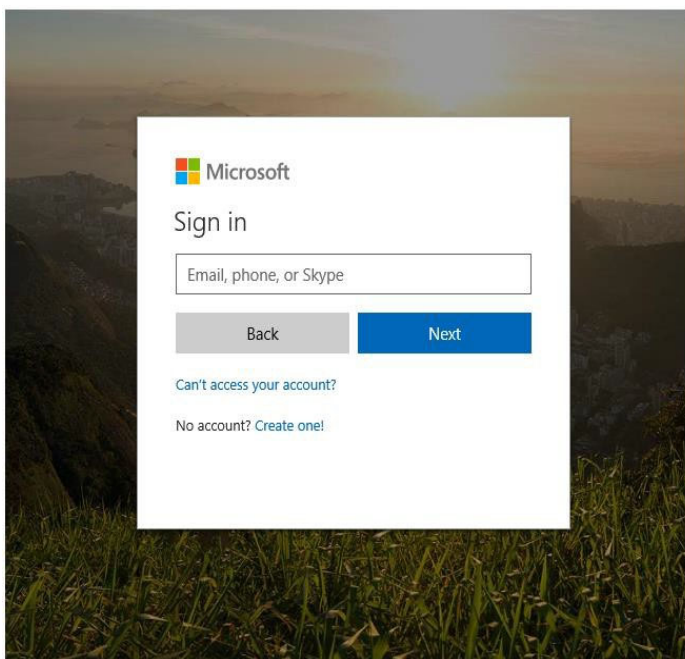 Microsoft
Sign in
Email, phone, or Skype
Back
Next
Can't access your account?
No account? Create one!